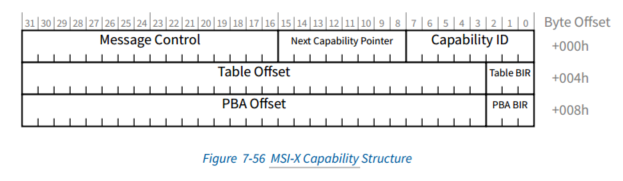 31 30 29 28 27 26 25 24 23 22 21 20 19 18 17 16 15 14 13 12 11 10 9 8 7 6 5 4 3 2 1 0 Byte Offset
Message Control Next Capability Pointer Capability ID +000h
Table Offset Table BIR +004h
PBA Offset PBA BIR +008h
Figure 7-56 MSI-X Capability Structure